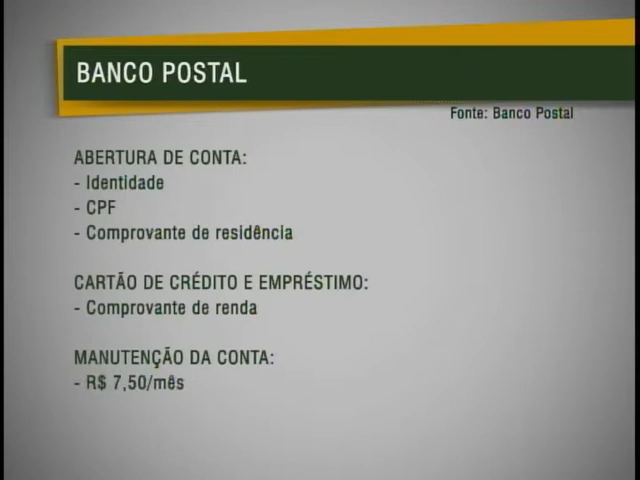 BANCO POSTAL
Fonte: Banco Postal
ABERTURA DE CONTA:
- Identidade
- CPF
- Comprovante de residência
CARTÃO DE CRÉDITO E EMPRÉSTIMO:
- Comprovante de renda
MANUTENÇÃO DA CONTA:
- R$ 7,50/mês